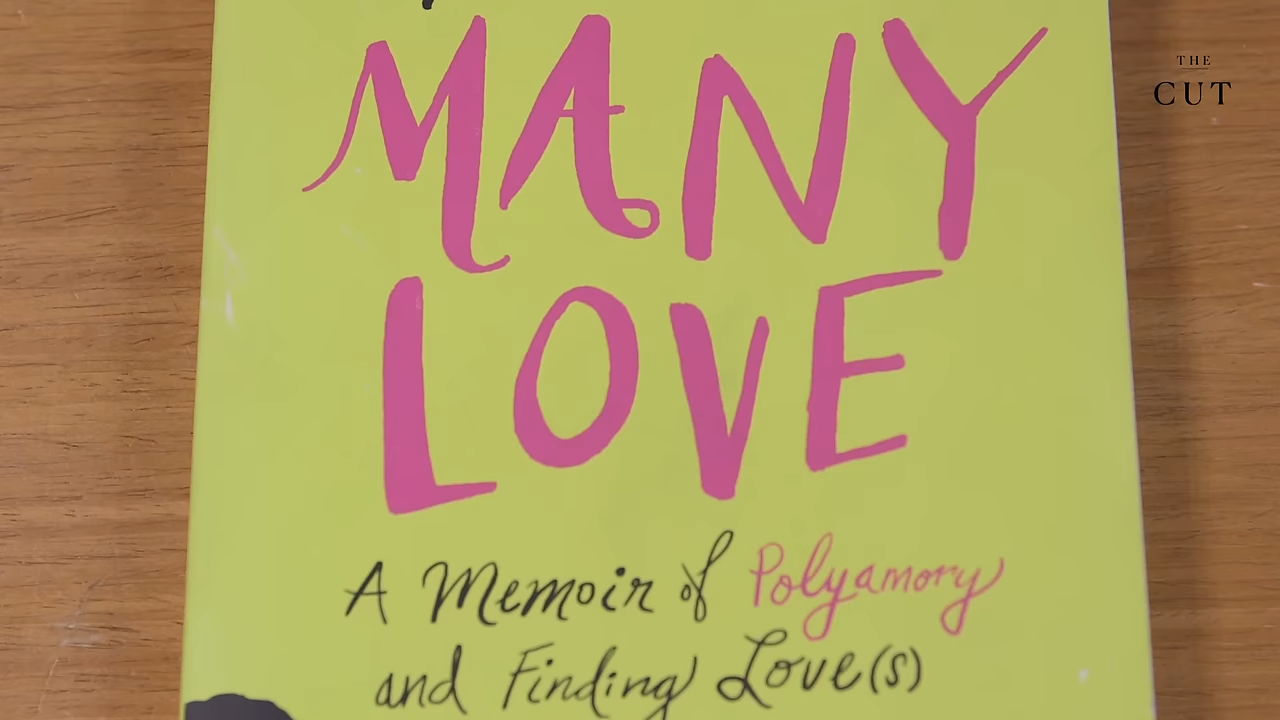 MANY
LOVE
A Memoir of Polyamory
and Finding Love(s)
THE
CUT